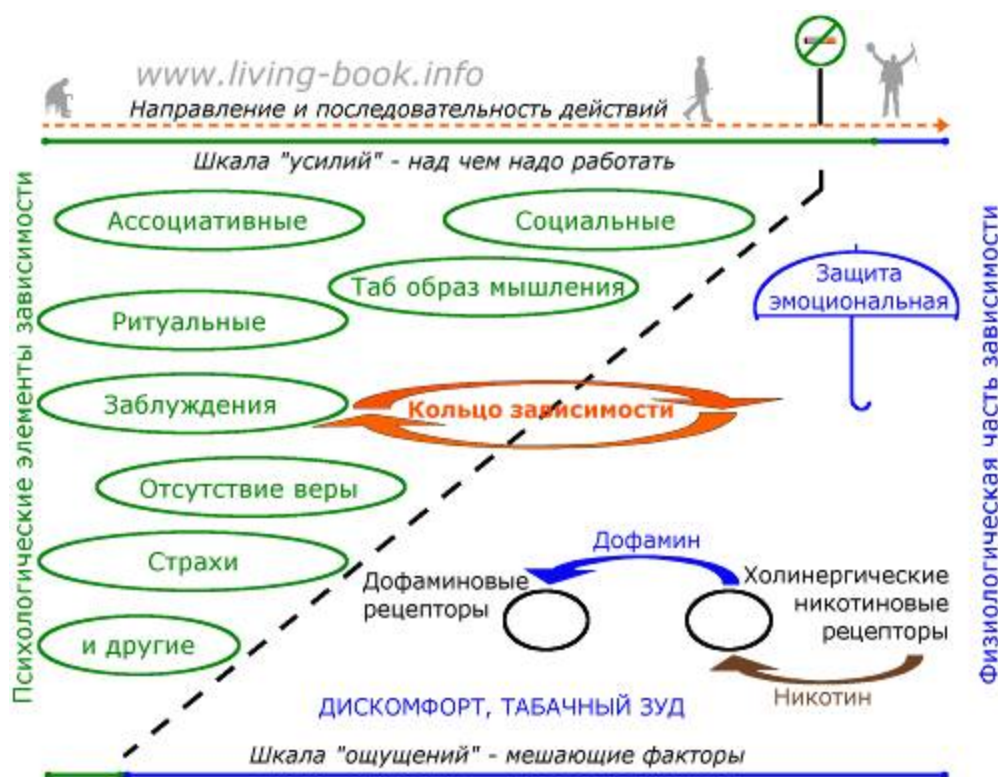 www.living-book.info
Направление и последовательность действий
Шкала "усилий" - над чем надо работать
Психологические элементы зависимости
Ассоциативные
Социальные
Таб образ мышления
Ритуальные
Защита
эмоциональная
Заблуждения
Кольцо зависимости
Отсутствие веры
Страхи
и другие
Дофамин
Дофаминовые
рецепторы
Холинергические
никотиновые
рецепторы
Никотин
ДИСКОМФОРТ, ТАБАЧНЫЙ ЗУД
Шкала "ощущений" - мешающие факторы
Физиологическая часть зависимости